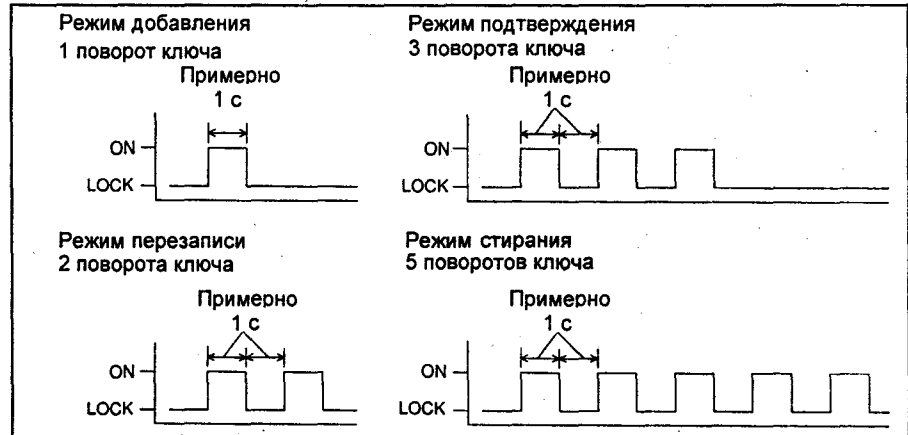 Режим добавления
1 поворот ключа
Примерно
1 с
ON
LOCK
Режим подтверждения
3 поворота ключа
Примерно
1 с
ON
LOCK
Режим перезаписи
2 поворота ключа
Примерно
1 с
ON
LOCK
Режим стирания
5 поворотов ключа
Примерно
1 с
ON
LOCK